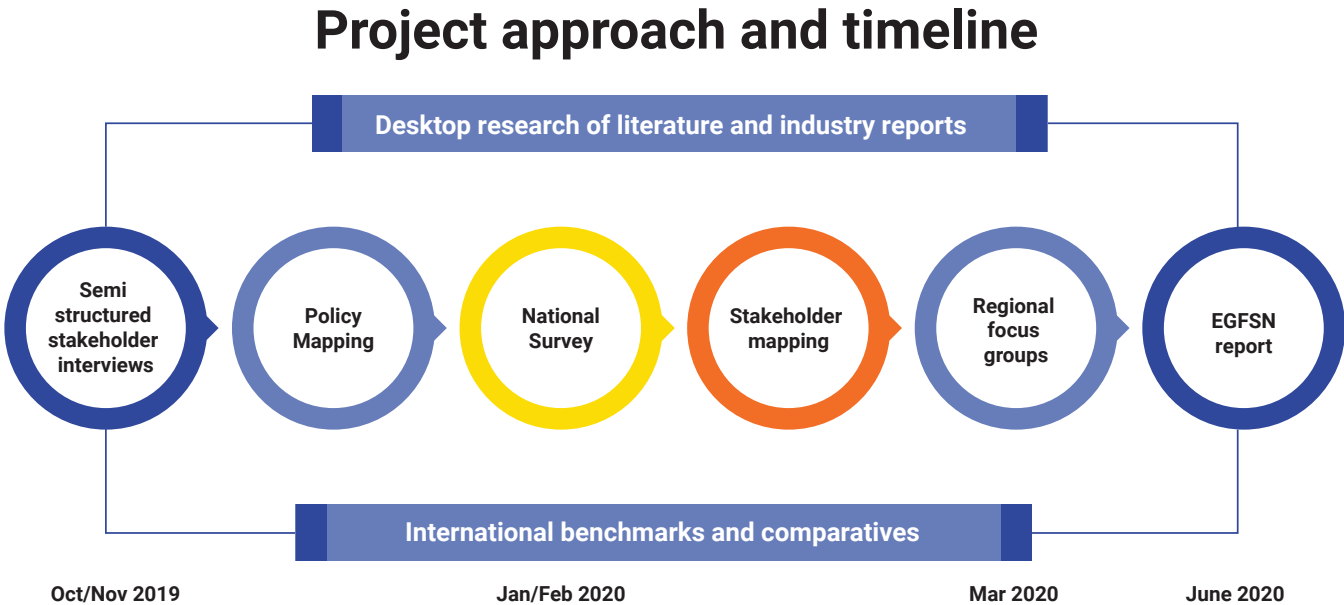 Project approach and timeline
Desktop research of literature and industry reports
Semi
structured
stakeholder
interviews
Policy
Mapping
National
Survey
Stakeholder
mapping
Regional
focus
groups
EGFSN
report
International benchmarks and comparatives
Oct/Nov 2019
Jan/Feb 2020
Mar 2020
June 2020